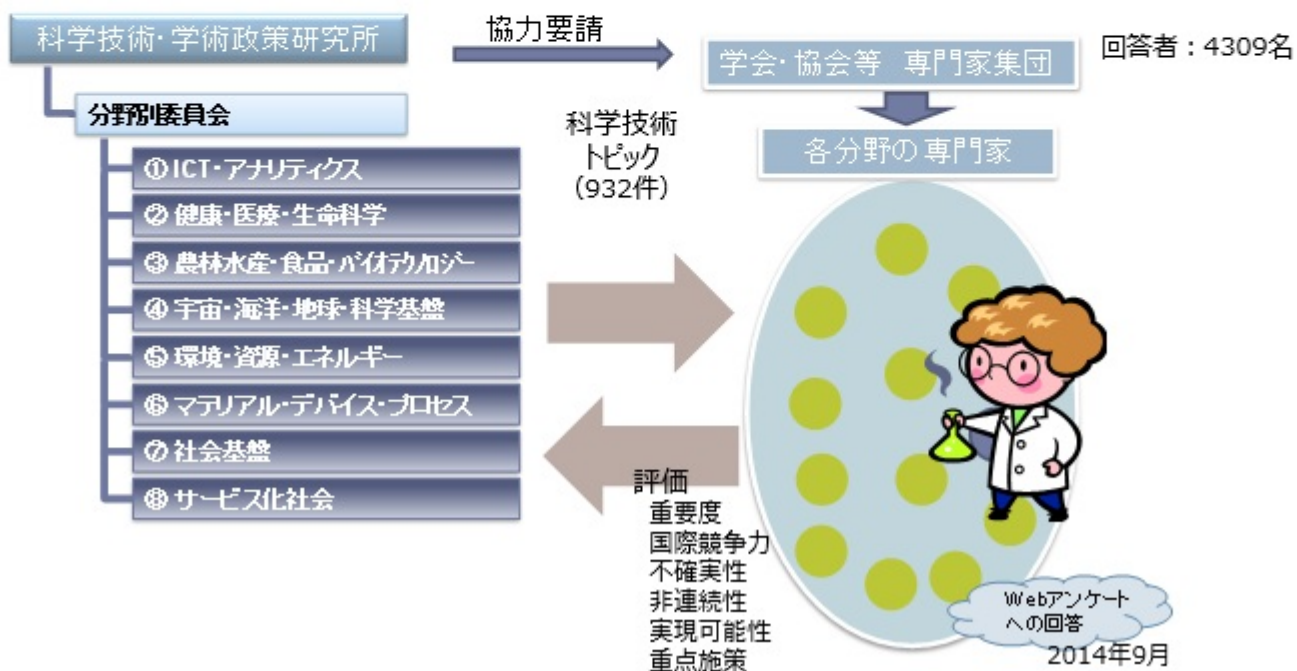 科学技術・学術政策研究所
協力要請
学会・協会等 専門家集団
回答者：4309名
分野別委員会
各分野の専門家
科学技術
トピック
（932件）
①ICT・アナリティクス
②健康・医療・生命科学
③農林水産・食品・バイオテクノロジー
④宇宙・海洋・地球・科学基盤
⑤環境・資源・エネルギー
⑥マテリアル・デバイス・プロセス
⑦社会基盤
⑧サービス化社会
評価
重要度
国際競争力
不確実性
非連続性
実現可能性
重点施策
Webアンケート
への回答
2014年9月